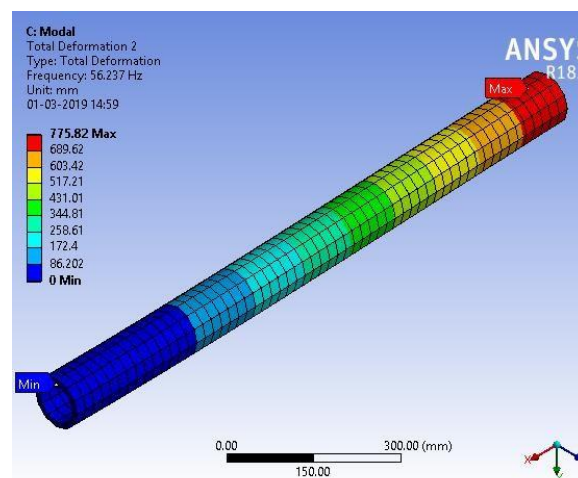 C: Modal
Total Deformation 2
Type: Total Deformation
Frequency: 56.237 Hz
Unit: mm
01-03-2019 14:59
775.82 Max
689.62
603.42
517.21
431.01
344.81
258.61
172.4
86.202
0 Min
ANSYS
R18
Max
Min
0.00
300.00 (mm)
150.00
X